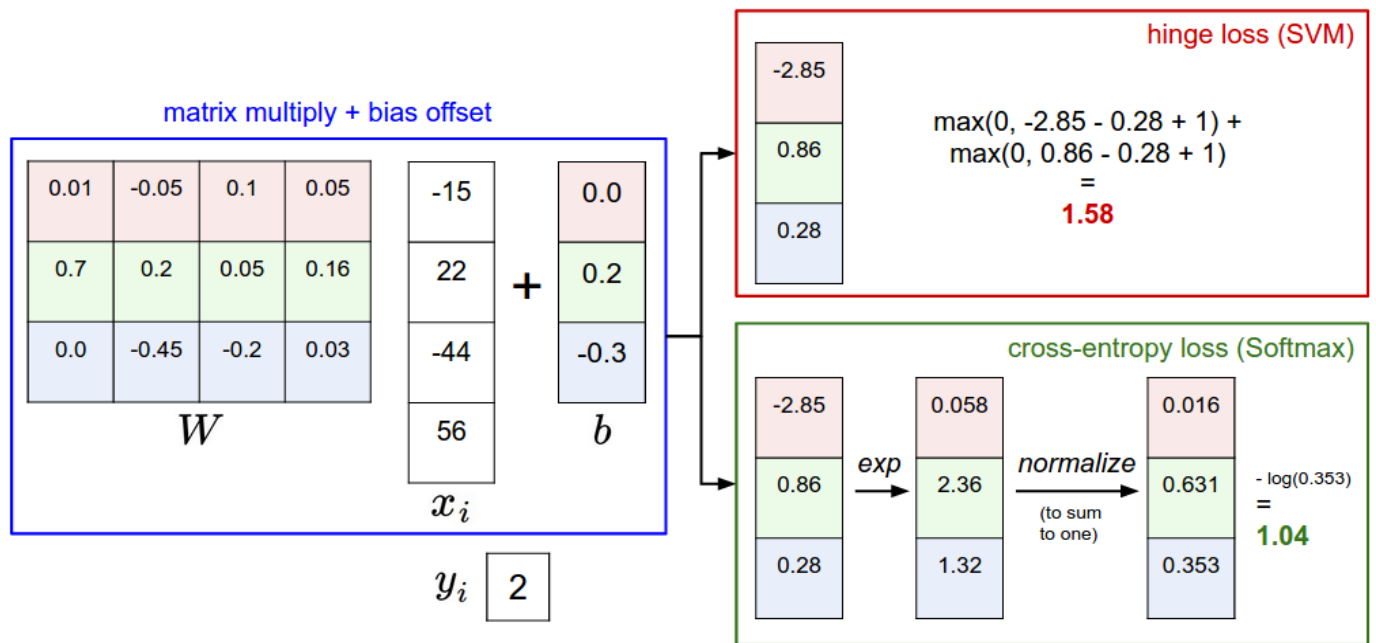 matrix multiply + bias offset
0.01 -0.05 0.1 0.05
0.7 0.2 0.05 0.16
0.0 -0.45 -0.2 0.03
W
-15
22
-44
56
x_i
+
0.0
0.2
-0.3
b
y_i 2
hinge loss (SVM)
-2.85
0.86
0.28
max(0, -2.85 - 0.28 + 1) +
max(0, 0.86 - 0.28 + 1)
=
1.58
cross-entropy loss (Softmax)
-2.85
0.86
0.28
exp
0.058
2.36
1.32
normalize
(to sum
to one)
0.016
0.631
0.353
- log(0.353)
=
1.04